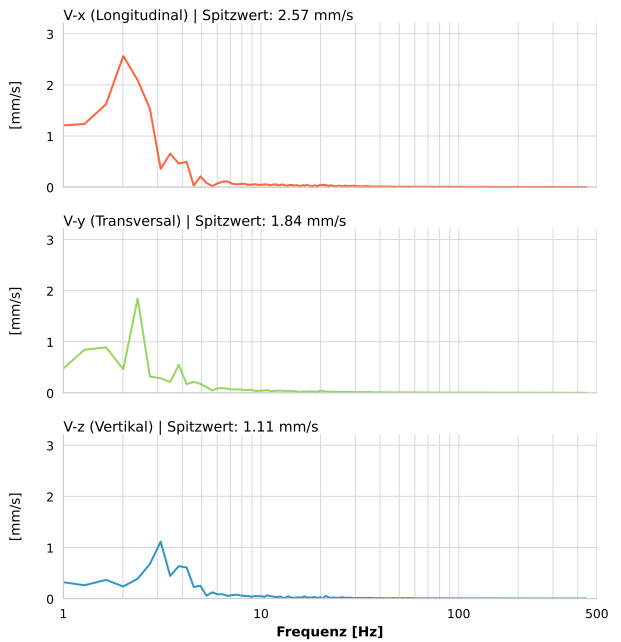 V-x (Longitudinal) | Spitzwert: 2.57 mm/s
3
2
1
0
[mm/s]
V-y (Transversal) | Spitzwert: 1.84 mm/s
3
2
1
0
[mm/s]
V-z (Vertikal) | Spitzwert: 1.11 mm/s
3
2
1
0
[mm/s]
1 10 100 500
Frequenz [Hz]